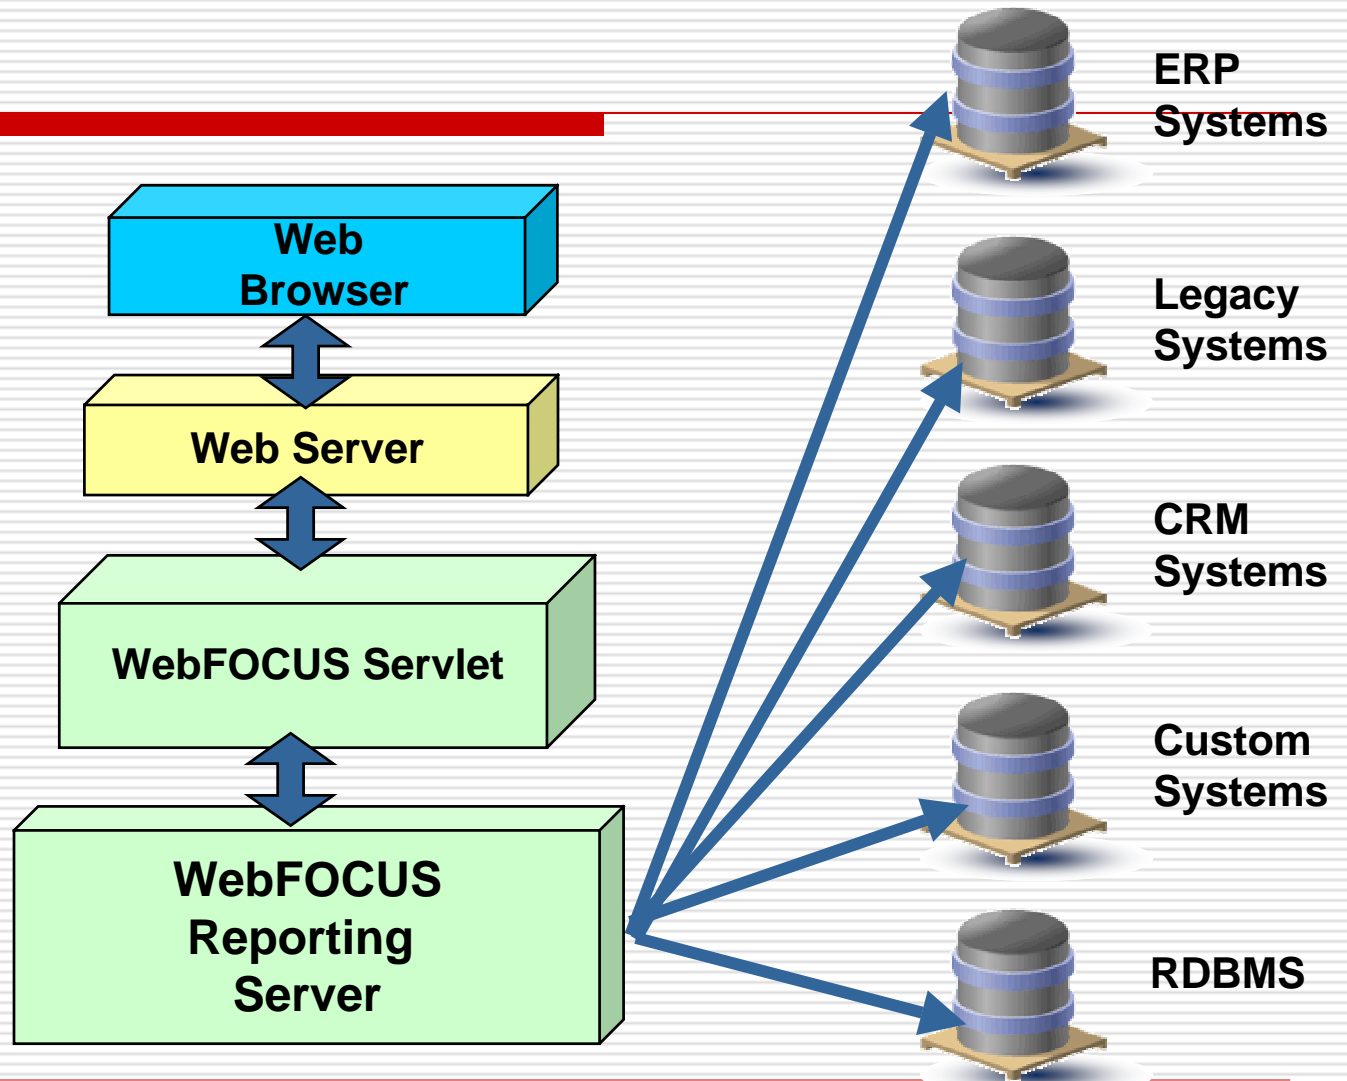 Web
Browser
Web Server
WebFOCUS Servlet
WebFOCUS
Reporting
Server
ERP
Systems
Legacy
Systems
CRM
Systems
Custom
Systems
RDBMS